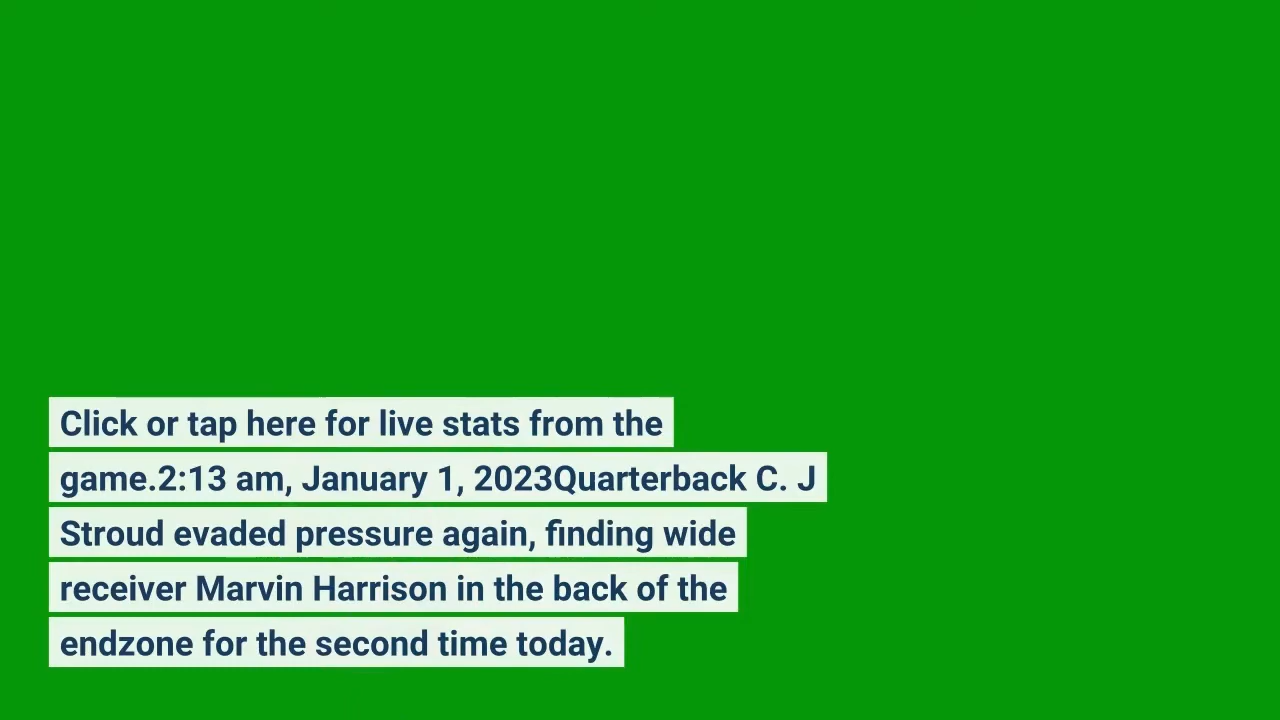 Click or tap here for live stats from the
game.2:13 am, January 1, 2023Quarterback C. J
Stroud evaded pressure again, finding wide
receiver Marvin Harrison in the back of the
endzone for the second time today.